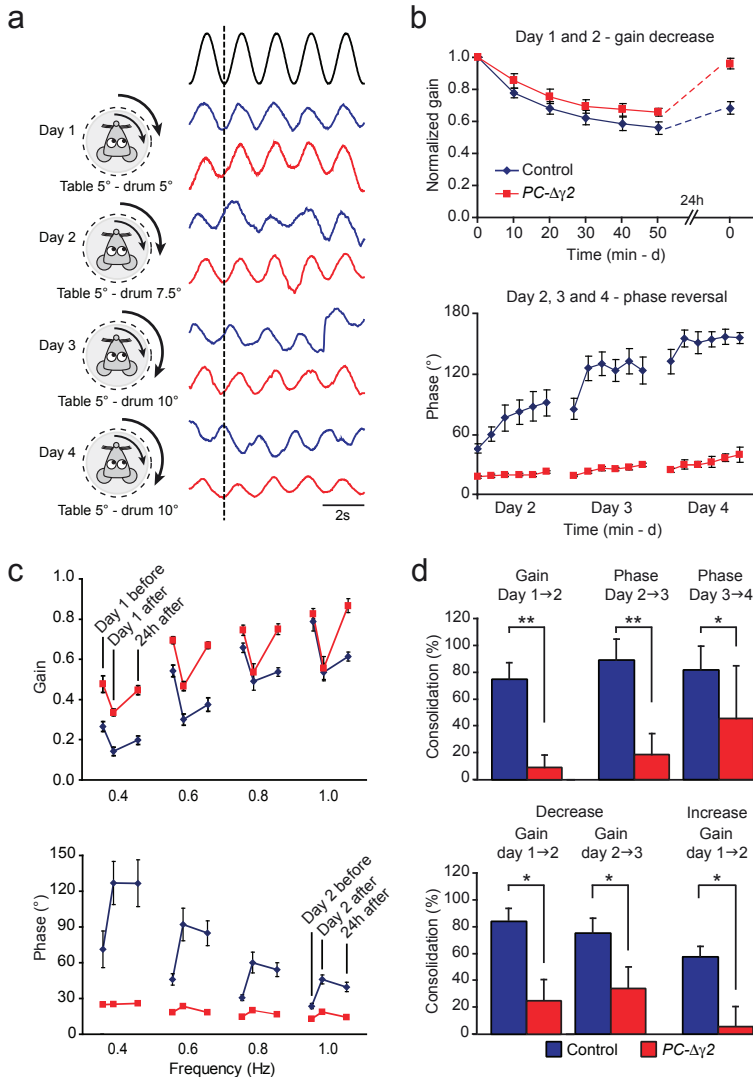 a
Day 1
Table 5° - drum 5°
Day 2
Table 5° - drum 7.5°
Day 3
Table 5° - drum 10°
Day 4
Table 5° - drum 10°
2s
b
Day 1 and 2 - gain decrease
Normalized gain
1.0
0.8
0.6
0.4
0.2
0.0
Control
PC-Δγ2
24h
0 10 20 30 40 50 0
Time (min - d)
Day 2, 3 and 4 - phase reversal
Phase (°)
180
120
60
0
Day 2 Day 3 Day 4
Time (min - d)
c
Day 1 before
Day 1 after
24h after
Gain
1.0
0.8
0.6
0.4
0.2
0.0
0.4 0.6 0.8 1.0
Phase (°)
150
120
90
60
30
0
Day 2 before
Day 2 after
24h after
0.4 0.6 0.8 1.0
Frequency (Hz)
d
Gain Phase Phase
Day 1→2 Day 2→3 Day 3→4
** ** *
Consolidation (%)
120
100
80
60
40
20
0
Decrease Increase
Gain Gain Gain
day 1→2 day 2→3 day 1→2
* * *
Consolidation (%)
120
80
60
40
20
0
Control PC-Δγ2